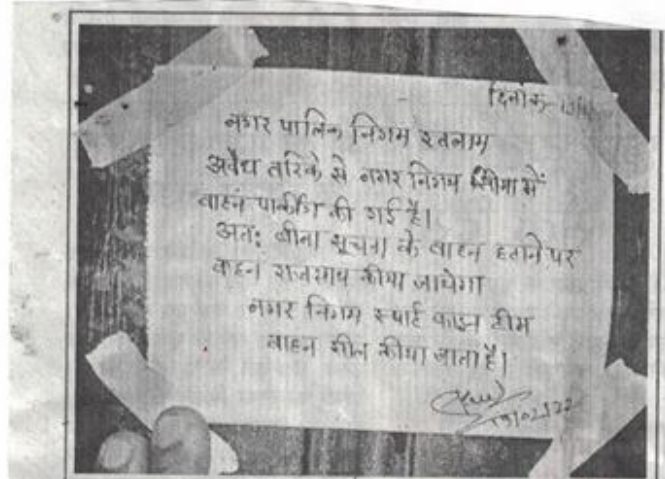 दिनांक-
नगर पालिक निगम रतलाम
अवैध तरिके से नगर निगम सीमा में
वाहन पार्कींग की गई है।
अतः बीना सूचना के वाहन हटाने पर
वाहन राजसाय कीया जायेगा
नगर निगम स्पाई फाइन टीम
वाहन सील कीया जाता है।